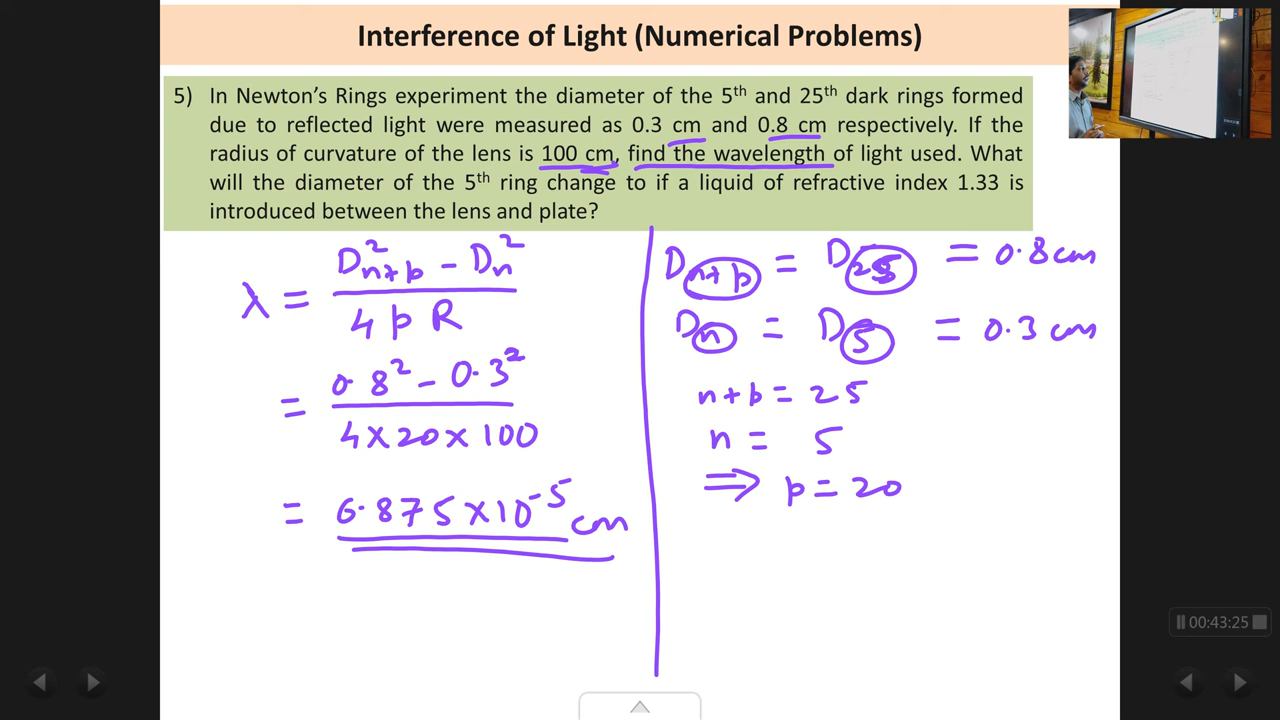 Interference of Light (Numerical Problems)
5) In Newton's Rings experiment the diameter of the 5th and 25th dark rings formed
due to reflected light were measured as 0.3 cm and 0.8 cm respectively. If the
radius of curvature of the lens is 100 cm, find the wavelength of light used. What
will the diameter of the 5th ring change to if a liquid of refractive index 1.33 is
introduced between the lens and plate?
λ = (D²n+p - D²n) / (4 p R)
= (0.8² - 0.3²) / (4 × 20 × 100)
= 6.875 × 10⁻⁵ cm
Dn+p = D25 = 0.8 cm
Dn = D5 = 0.3 cm
n + p = 25
n = 5
⇒ p = 20
00:43:25